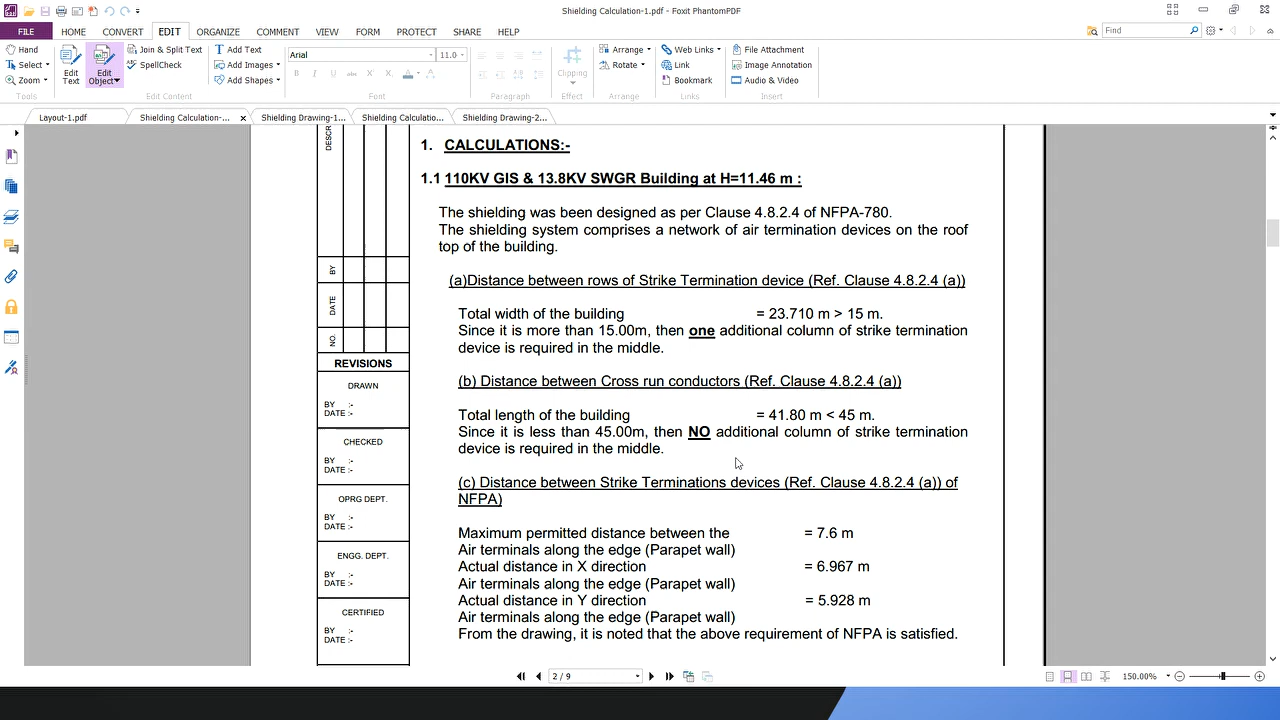 Shielding Calculation-1.pdf - Foxit PhantomPDF
FILE HOME CONVERT EDIT ORGANIZE COMMENT VIEW FORM PROTECT SHARE HELP
Find
Hand
Select
Zoom
Tools
Edit Text
Edit Object
Join & Split Text
SpellCheck
Edit Content
Add Text
Add Images
Add Shapes
Arial 11.0
Font
Paragraph
Clipping
Effect
Arrange
Rotate
Arrange
Web Links
Link
Bookmark
Links
File Attachment
Image Annotation
Audio & Video
Insert
Layout-1.pdf
Shielding Calculation-...
Shielding Drawing-1...
Shielding Calculatio...
Shielding Drawing-2...
DESCR
BY
DATE
NO.
REVISIONS
DRAWN
BY :-
DATE :-
CHECKED
BY :-
DATE :-
OPRG DEPT.
BY :-
DATE :-
ENGG. DEPT.
BY :-
DATE :-
CERTIFIED
BY :-
DATE :-
1. CALCULATIONS:-
1.1 110KV GIS & 13.8KV SWGR Building at H=11.46 m :
The shielding was been designed as per Clause 4.8.2.4 of NFPA-780.
The shielding system comprises a network of air termination devices on the roof
top of the building.
(a)Distance between rows of Strike Termination device (Ref. Clause 4.8.2.4 (a))
Total width of the building = 23.710 m > 15 m.
Since it is more than 15.00m, then one additional column of strike termination
device is required in the middle.
(b) Distance between Cross run conductors (Ref. Clause 4.8.2.4 (a))
Total length of the building = 41.80 m < 45 m.
Since it is less than 45.00m, then NO additional column of strike termination
device is required in the middle.
(c) Distance between Strike Terminations devices (Ref. Clause 4.8.2.4 (a)) of
NFPA)
Maximum permitted distance between the = 7.6 m
Air terminals along the edge (Parapet wall)
Actual distance in X direction = 6.967 m
Air terminals along the edge (Parapet wall)
Actual distance in Y direction = 5.928 m
Air terminals along the edge (Parapet wall)
From the drawing, it is noted that the above requirement of NFPA is satisfied.
2 / 9
150.00%